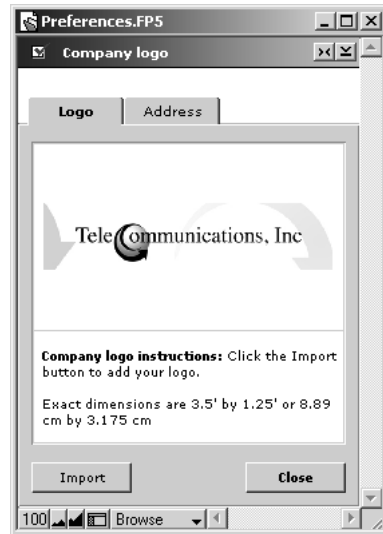 Preferences.FP5
Company logo
Logo Address
TeleCommunications, Inc
Company logo instructions: Click the Import
button to add your logo.
Exact dimensions are 3.5' by 1.25' or 8.89
cm by 3.175 cm
Import Close
100 Browse